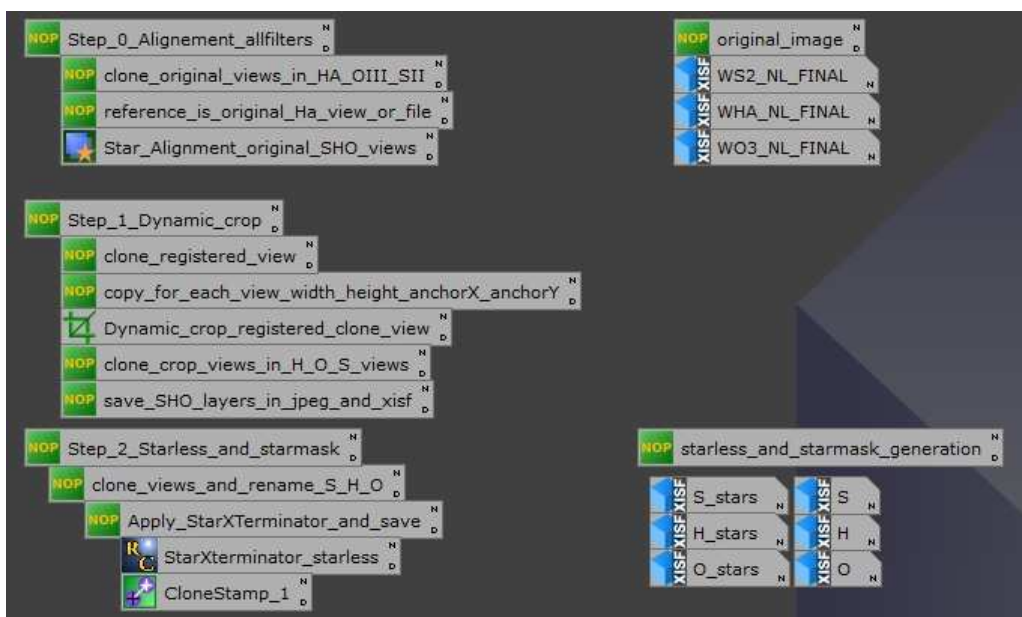 NOP Step_0_Alignement_allfilters N D
NOP clone_original_views_in_HA_OIII_SII N D
NOP reference_is_original_Ha_view_or_file N D
Star_Alignment_original_SHO_views N D
NOP original_image N D
XISF WS2_NL_FINAL N
XISF WHA_NL_FINAL N
XISF WO3_NL_FINAL N
NOP Step_1_Dynamic_crop N D
NOP clone_registered_view N D
NOP copy_for_each_view_width_height_anchorX_anchorY N D
Dynamic_crop_registered_clone_view N D
NOP clone_crop_views_in_H_O_S_views N D
NOP save_SHO_layers_in_jpeg_and_xisf N D
NOP Step_2_Starless_and_starmask N D
NOP clone_views_and_rename_S_H_O N D
NOP Apply_StarXTerminator_and_save N D
RC StarXterminator_starless N D
CloneStamp_1 N D
NOP starless_and_starmask_generation N D
XISF S_stars N XISF S N
XISF H_stars N XISF H N
XISF O_stars N XISF O N